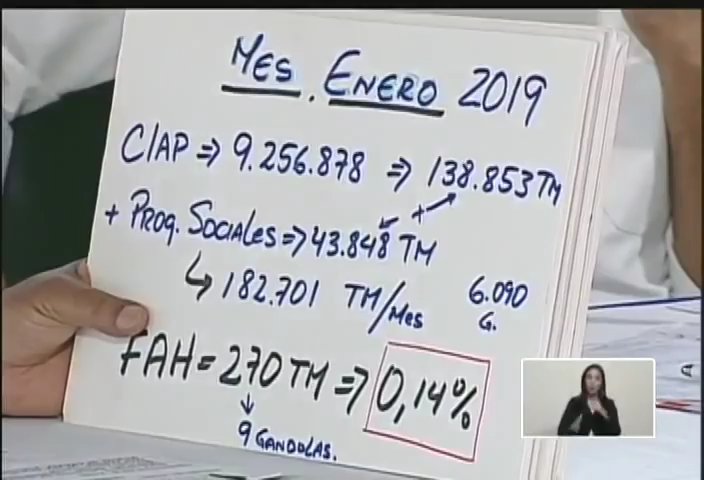 MES. ENERO 2019
CLAP ⇒ 9.256.878 ⇒ 138.853 TM
+
+ PROG. SOCIALES ⇒ 43.848 TM
↳ 182.701 TM/MES
6.090
G.
FAH = 270 TM ⇒ 0,14%
↓
9 GANDOLAS.
A